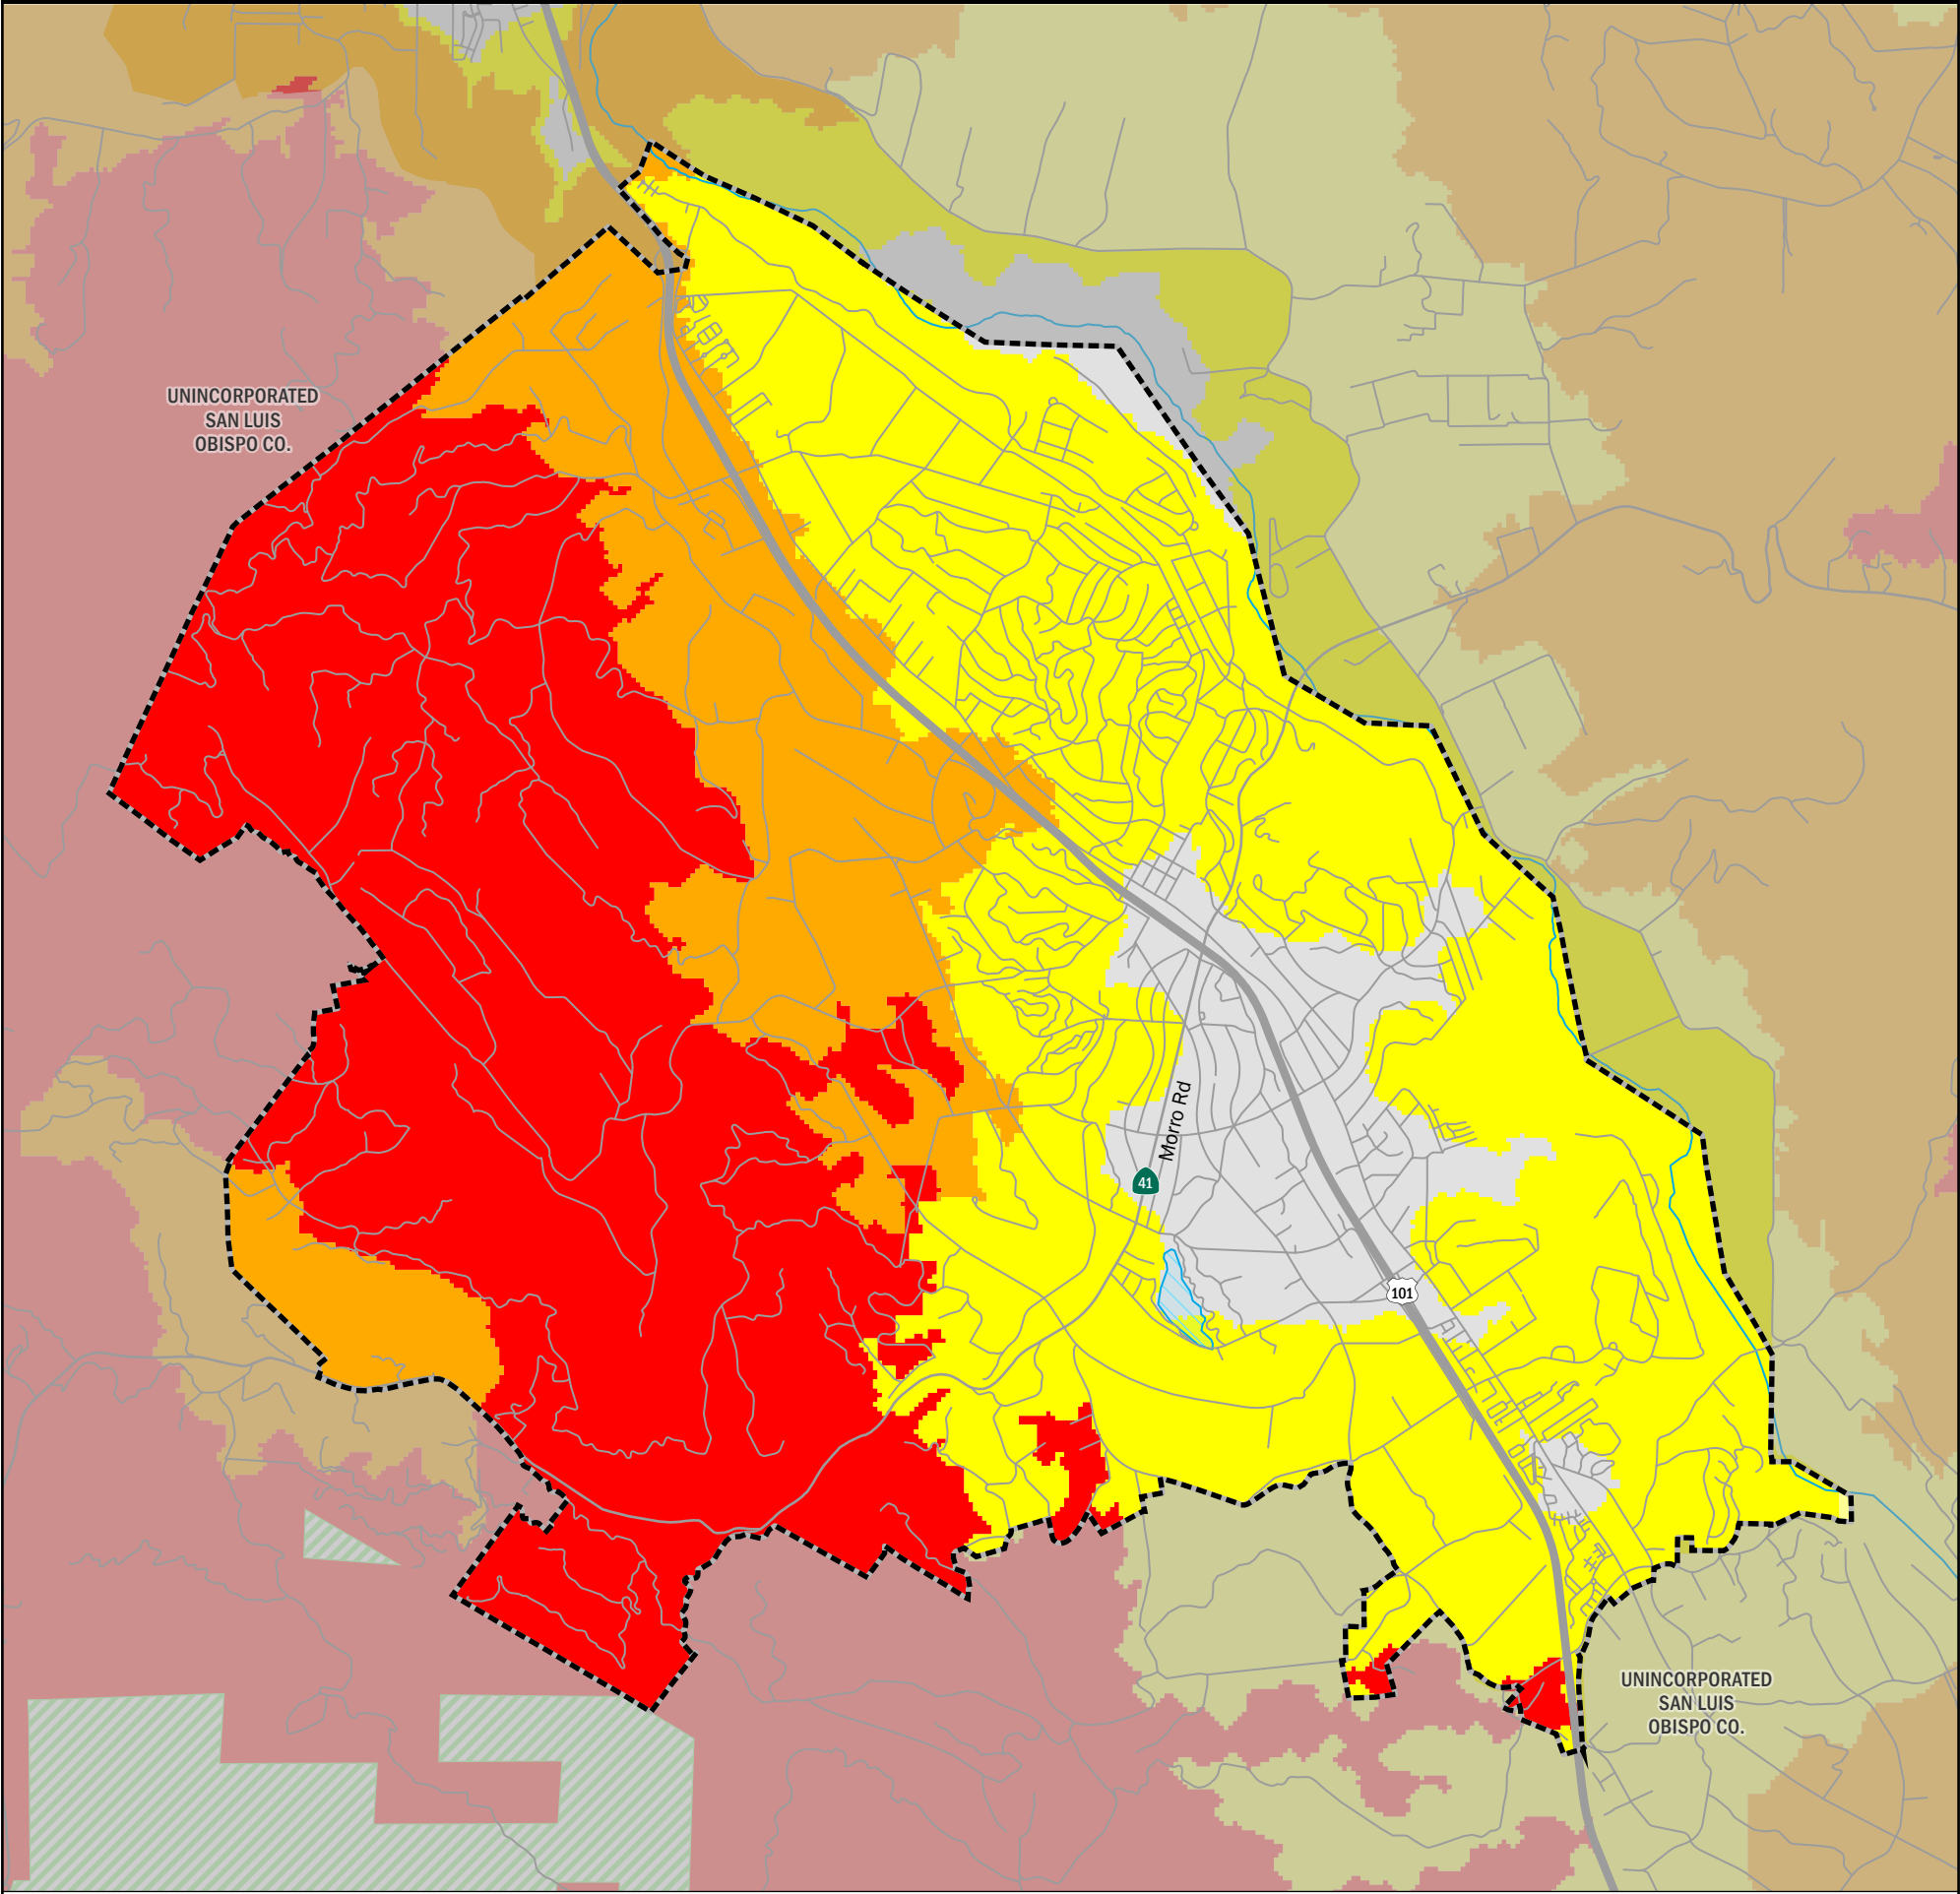 UNINCORPORATED
SAN LUIS
OBISPO CO.
Morro Rd
41
101
UNINCORPORATED
SAN LUIS
OBISPO CO.